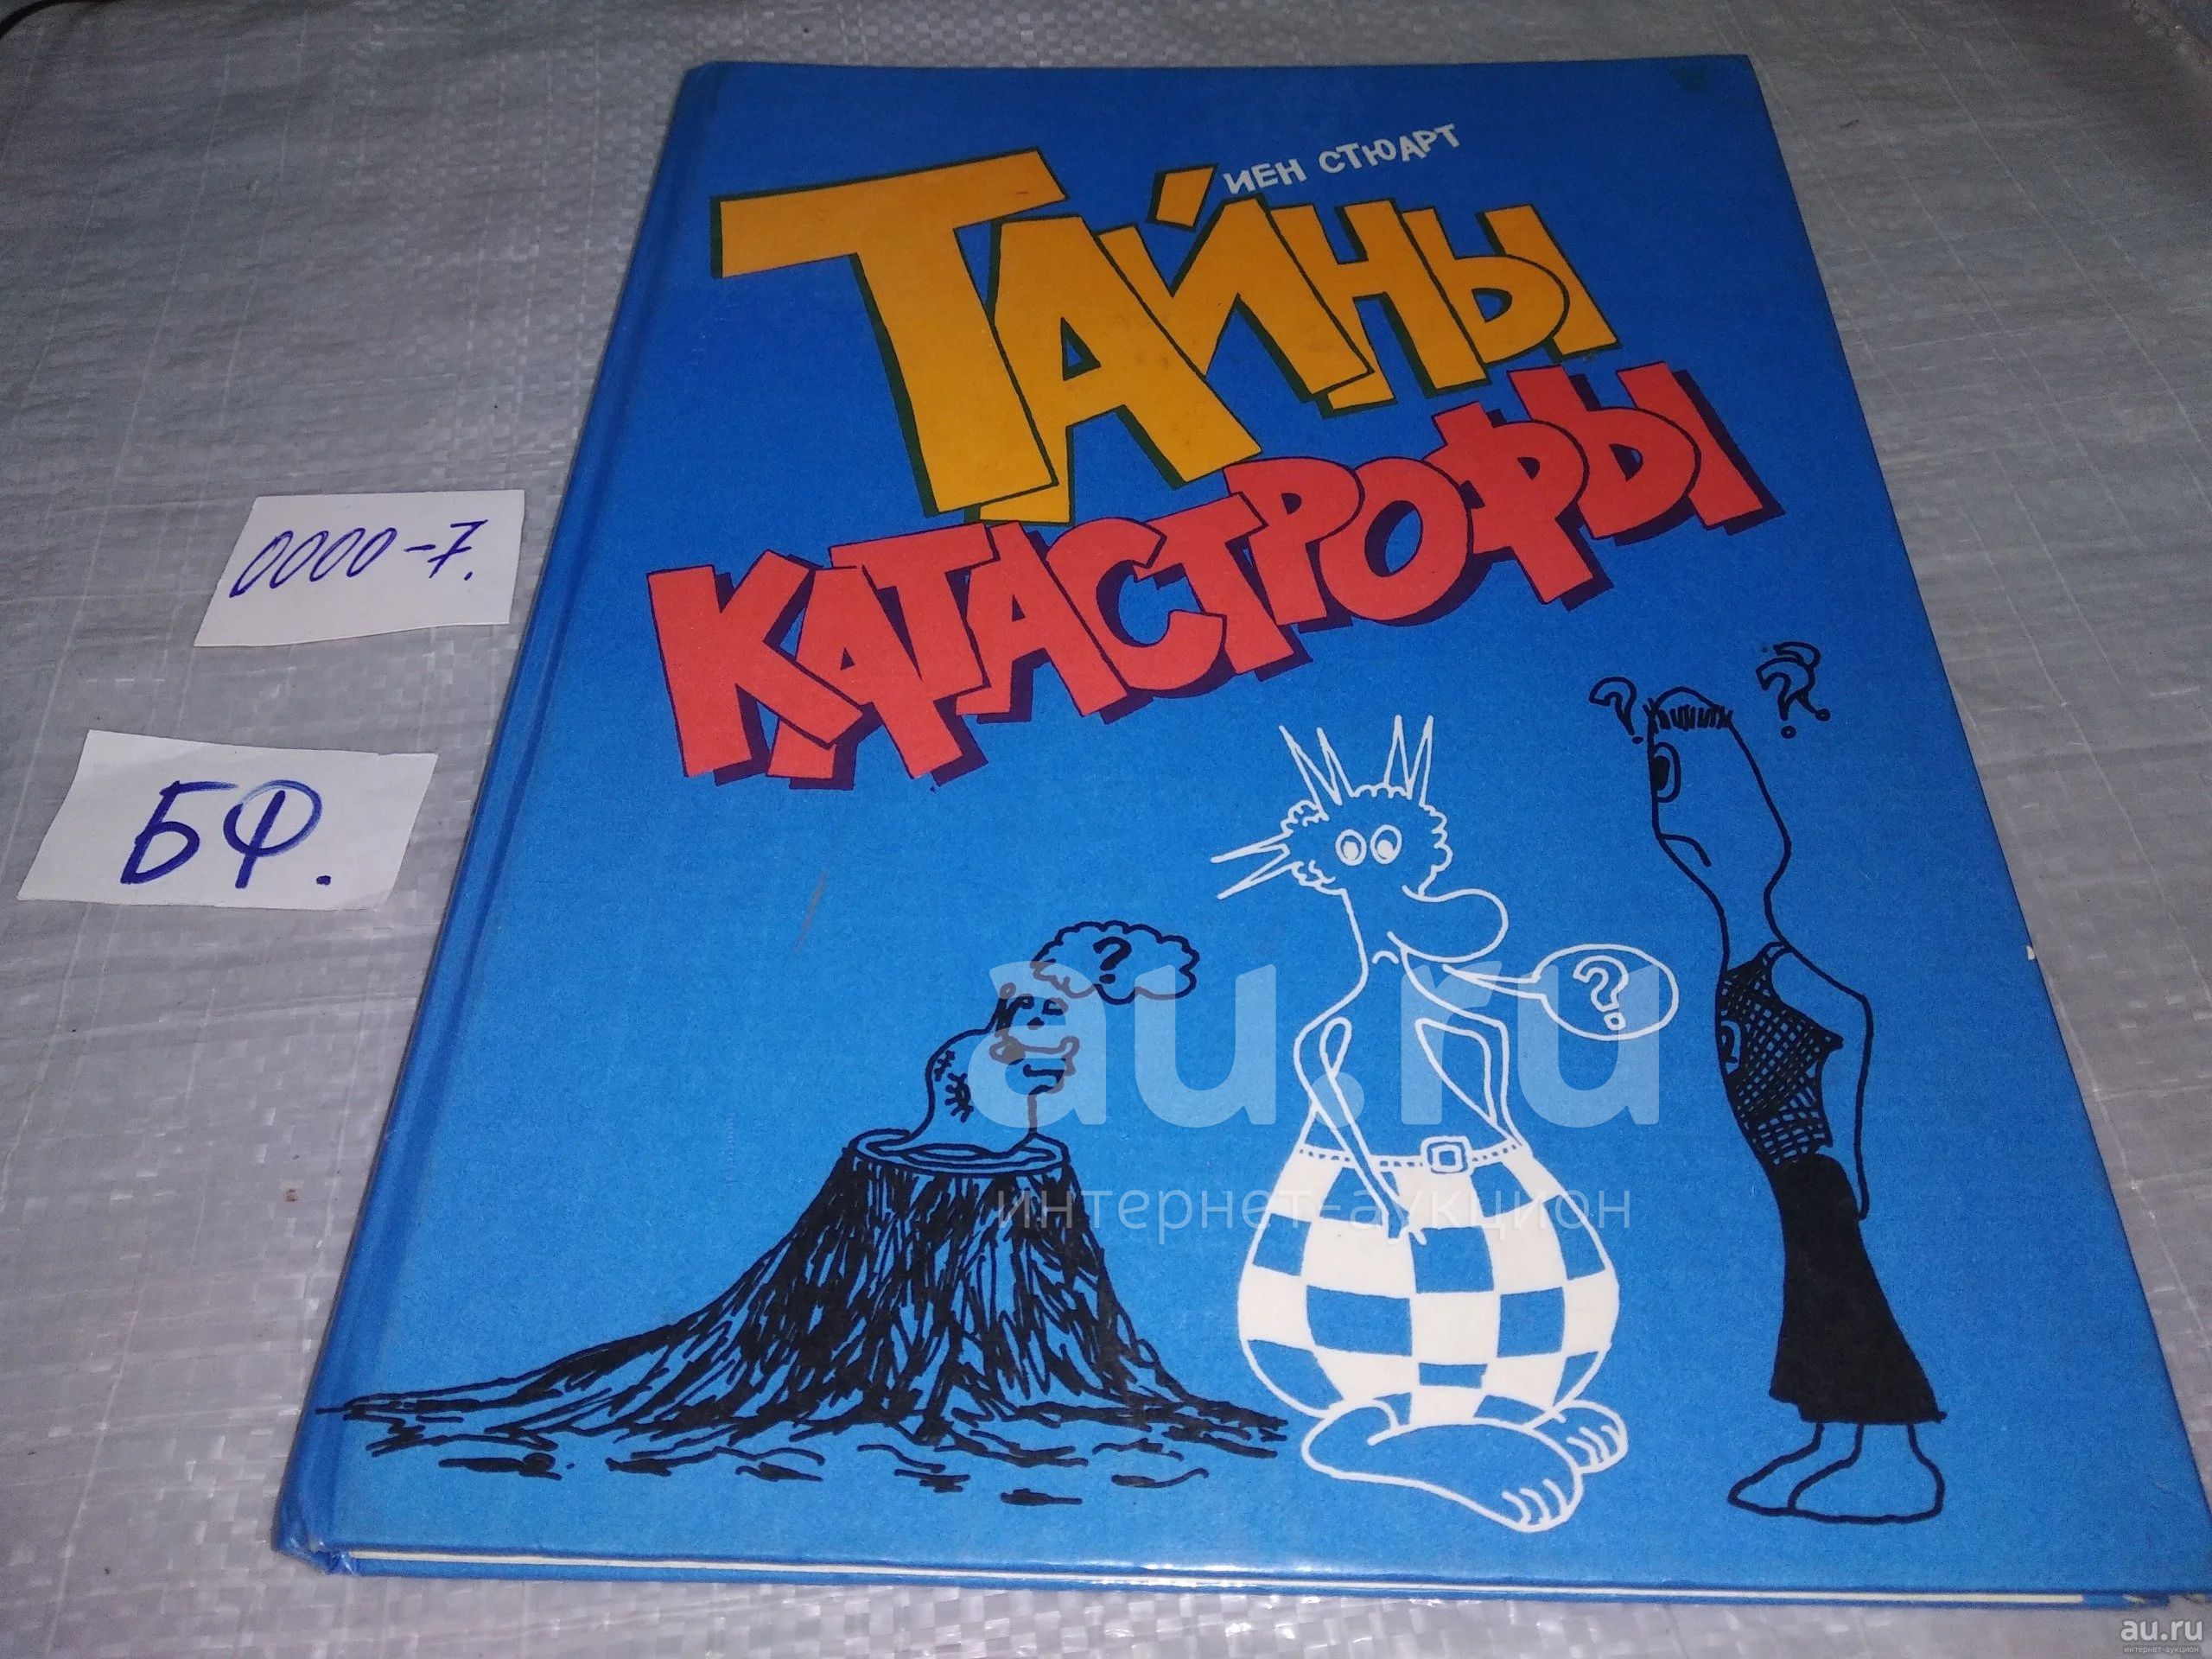 ИЕН СТЮАРТ
ТАЙНЫ
КАТАСТРОФЫ
0000-7.
БФ.
?
?
?
? ?
au.ru
интернет-аукцион
au.ru
интернет-аукцион